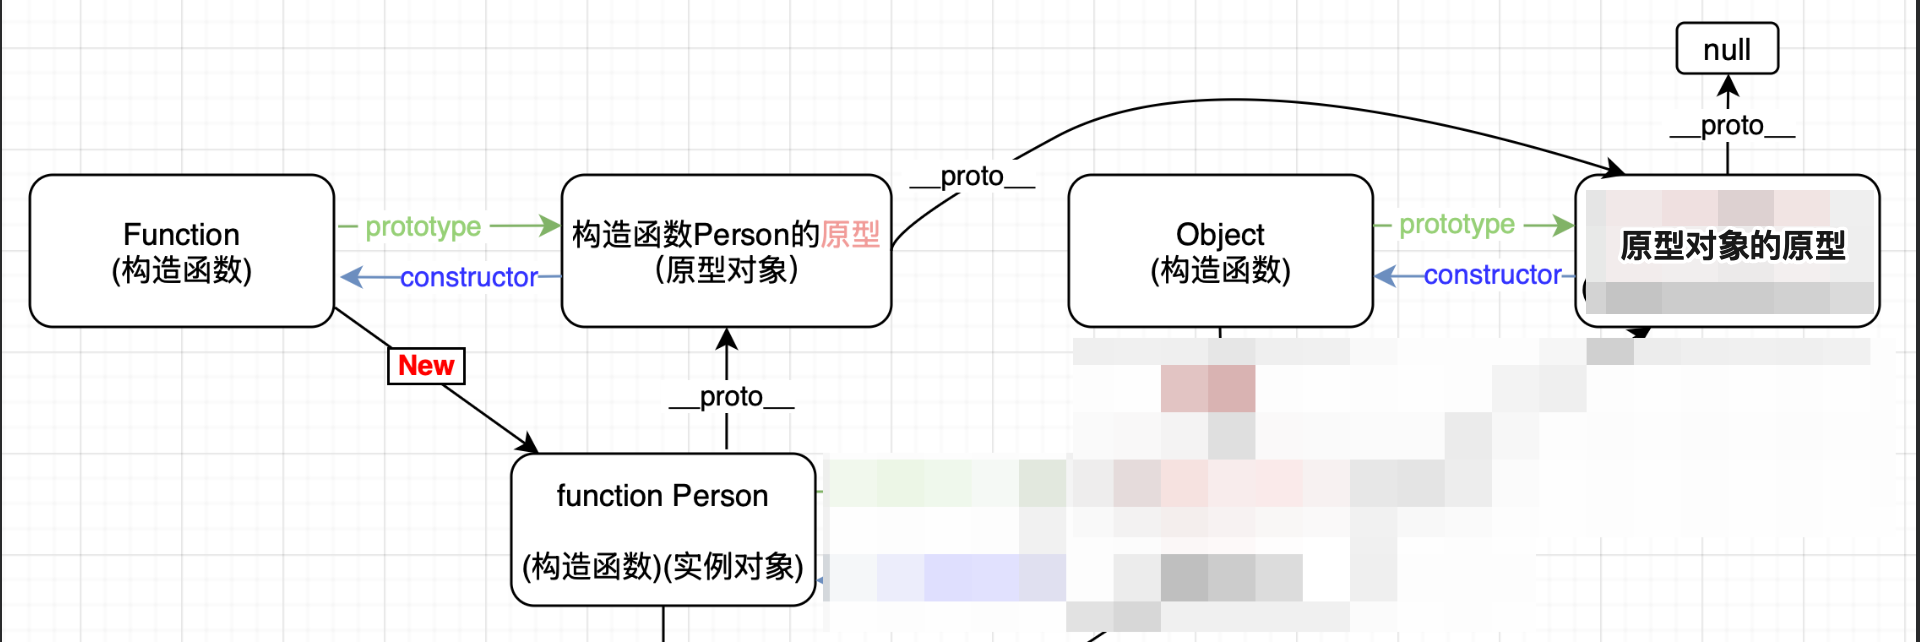 null
__proto__
__proto__
Function
(构造函数)
prototype
constructor
构造函数Person的原型
（原型对象）
Object
(构造函数)
prototype
constructor
原型对象的原型
New
__proto__
function Person
(构造函数)(实例对象)